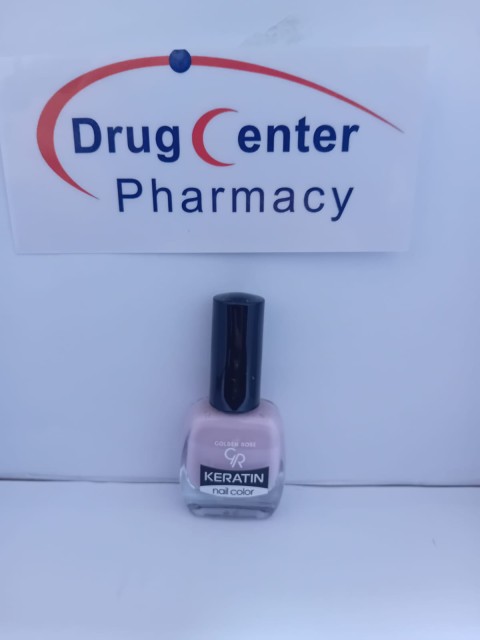 Drug Center
Pharmacy
GOLDEN ROSE
GR
KERATIN
nail color